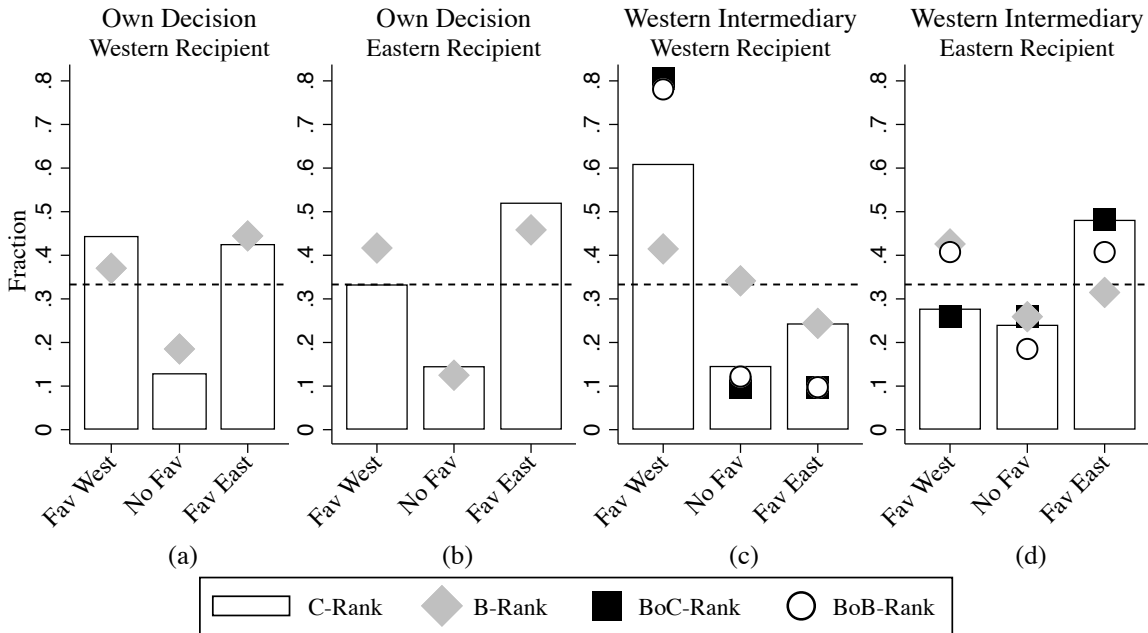 Own Decision
Western Recipient
Own Decision
Eastern Recipient
Western Intermediary
Western Recipient
Western Intermediary
Eastern Recipient
Fraction
.8
.7
.6
.5
.4
.3
.2
.1
0
Fav West
No Fav
Fav East
(a)
.8
.7
.6
.5
.4
.3
.2
.1
0
Fav West
No Fav
Fav East
(b)
.8
.7
.6
.5
.4
.3
.2
.1
0
Fav West
No Fav
Fav East
(c)
.8
.7
.6
.5
.4
.3
.2
.1
0
Fav West
No Fav
Fav East
(d)
C-Rank B-Rank BoC-Rank BoB-Rank